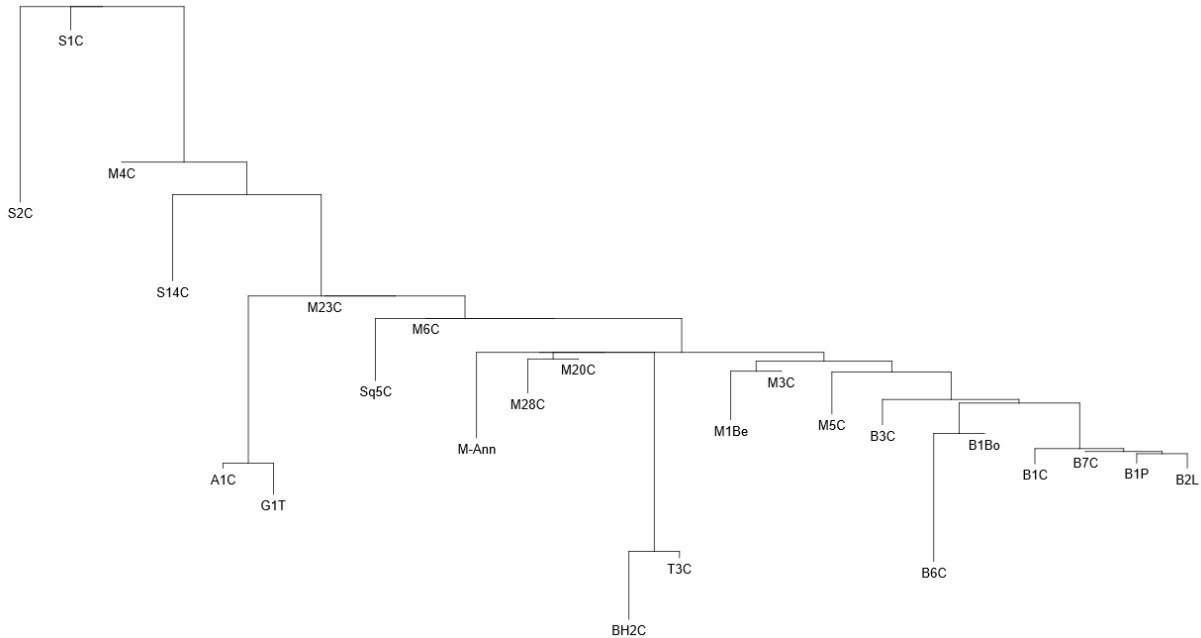 S1C
M4C
S2C
S14C
M23C
M6C
M20C
M3C
Sq5C
M28C
M5C
M1Be
B3C
B1Bo
M-Ann
B7C
B1P
B1C
A1C
B2L
G1T
T3C
B6C
BH2C